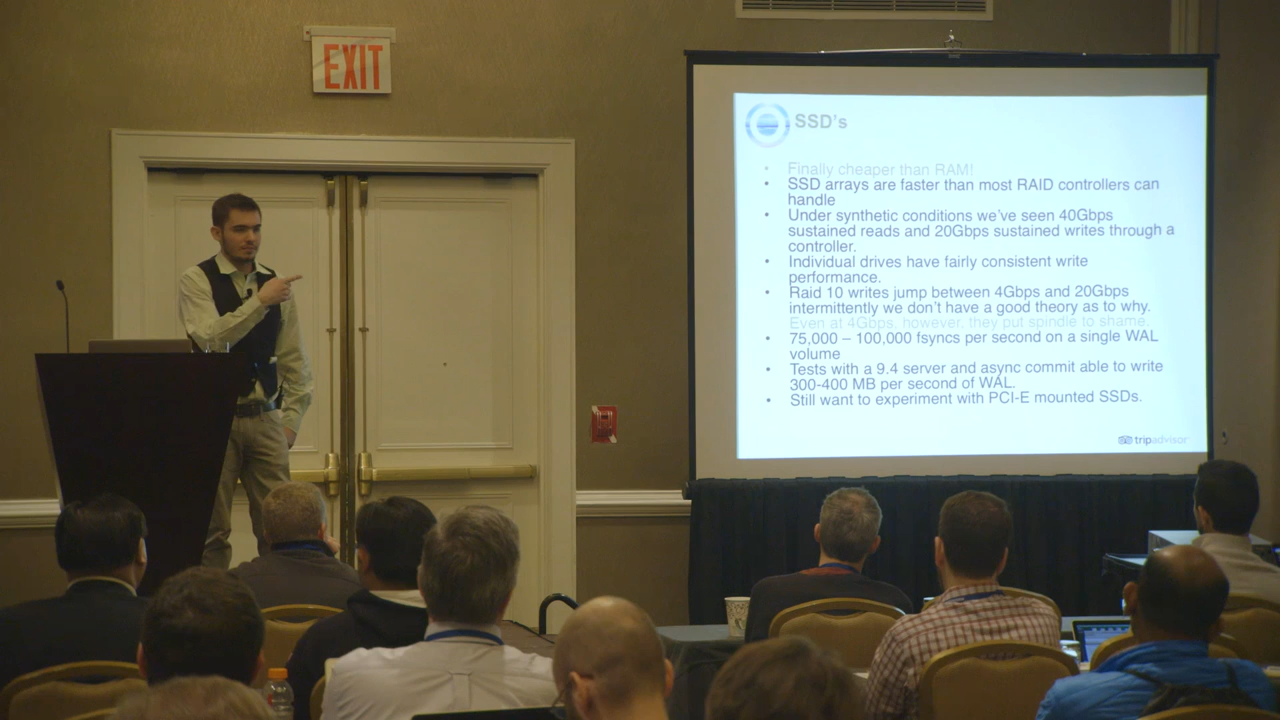 EXIT
SSD's
• Finally cheaper than RAM!
• SSD arrays are faster than most RAID controllers can
handle
• Under synthetic conditions we've seen 40Gbps
sustained reads and 20Gbps sustained writes through a
controller.
• Individual drives have fairly consistent write
performance.
• Raid 10 writes jump between 4Gbps and 20Gbps
intermittently we don't have a good theory as to why.
Even at 4Gbps, however, they put spindle to shame.
• 75,000 – 100,000 fsyncs per second on a single WAL
volume
• Tests with a 9.4 server and async commit able to write
300-400 MB per second of WAL.
• Still want to experiment with PCI-E mounted SSDs.
tripadvisor